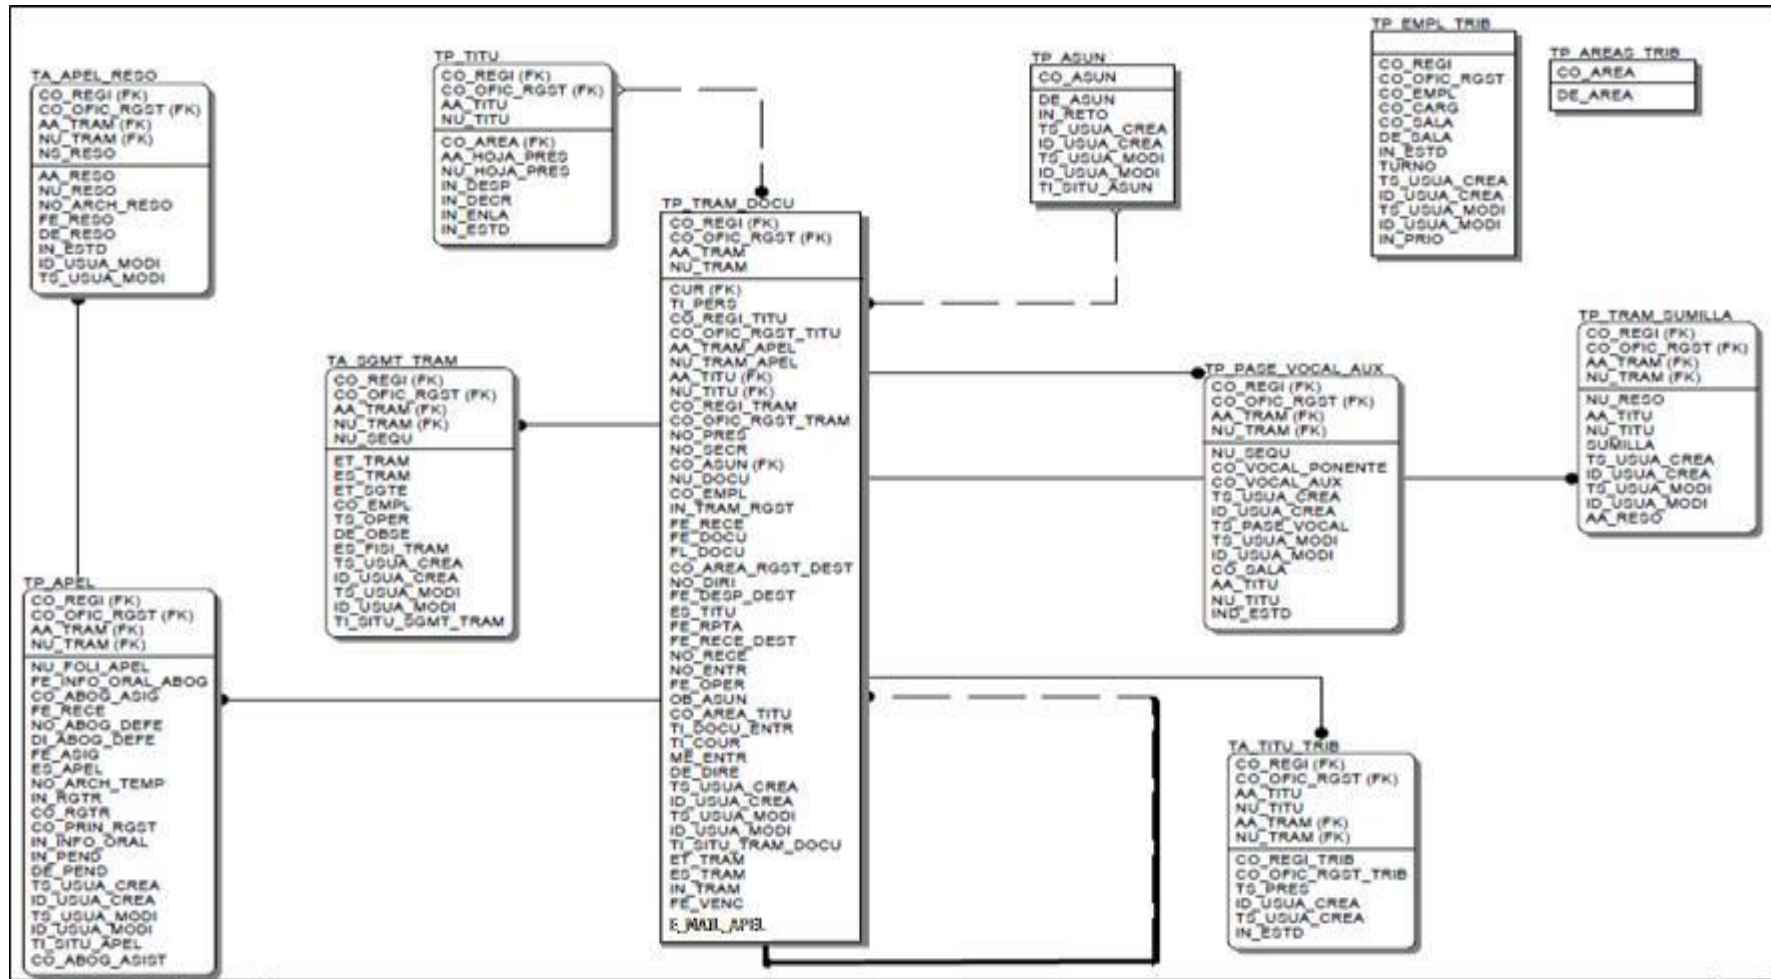 TA_APEL_RESO
CO_REGI (FK)
CO_OFIC_RGST (FK)
AA_TRAM (FK)
NU_TRAM (FK)
NS_RESO
AA_RESO
NU_RESO
NO_ARCH_RESO
FE_RESO
DE_RESO
IN_ESTD
ID_USUA_MODI
TS_USUA_MODI
TP_TITU
CO_REGI (FK)
CO_OFIC_RGST (FK)
AA_TITU
NU_TITU
CO_AREA (FK)
AA_HOJA_PRES
NU_HOJA_PRES
IN_DESP
IN_DECR
IN_ENLA
IN_ESTD
TP_ASUN
CO_ASUN
DE_ASUN
IN_RETO
TS_USUA_CREA
ID_USUA_CREA
TS_USUA_MODI
ID_USUA_MODI
TI_SITU_ASUN
TP_EMPL_TRIB
CO_REGI
CO_OFIC_RGST
CO_EMPL
CO_CARG
CO_SALA
DE_SALA
IN_ESTD
TURNO
TS_USUA_CREA
ID_USUA_CREA
TS_USUA_MODI
ID_USUA_MODI
IN_PRIO
TP_AREAS_TRIB
CO_AREA
DE_AREA
TP_TRAM_DOCU
CO_REGI (FK)
CO_OFIC_RGST (FK)
AA_TRAM
NU_TRAM
CUR (FK)
TI_PERS
CO_REGI_TITU
CO_OFIC_RGST_TITU
AA_TRAM_APEL
NU_TRAM_APEL
AA_TITU (FK)
NU_TITU (FK)
CO_REGI_TRAM
CO_OFIC_RGST_TRAM
NO_PRES
NO_SECR
CO_ASUN (FK)
NU_DOCU
CO_EMPL
IN_TRAM_RGST
FE_RECE
FE_DOCU
FL_DOCU
CO_AREA_RGST_DEST
NO_DIRI
FE_DESP_DEST
ES_TITU
FE_RPTA
FE_RECE_DEST
NO_RECE
NO_ENTR
FE_OPER
OB_ASUN
CO_AREA_TITU
TI_DOCU_ENTR
TI_COUR
ME_ENTR
DE_DIRE
TS_USUA_CREA
ID_USUA_CREA
TS_USUA_MODI
ID_USUA_MODI
TI_SITU_TRAM_DOCU
ET_TRAM
ES_TRAM
IN_TRAM
FE_VENC
E_MAIL_APEL
TA_SGMT_TRAM
CO_REGI (FK)
CO_OFIC_RGST (FK)
AA_TRAM (FK)
NU_TRAM (FK)
NU_SEQU
ET_TRAM
ES_TRAM
ET_SGTE
CO_EMPL
TS_OPER
DE_OBSE
ES_FISI_TRAM
TS_USUA_CREA
ID_USUA_CREA
TS_USUA_MODI
ID_USUA_MODI
TI_SITU_SGMT_TRAM
TP_PASE_VOCAL_AUX
CO_REGI (FK)
CO_OFIC_RGST (FK)
AA_TRAM (FK)
NU_TRAM (FK)
NU_SEQU
CO_VOCAL_PONENTE
CO_VOCAL_AUX
TS_USUA_CREA
ID_USUA_CREA
TS_PASE_VOCAL
TS_USUA_MODI
ID_USUA_MODI
CO_SALA
AA_TITU
NU_TITU
IND_ESTD
TP_TRAM_SUMILLA
CO_REGI (FK)
CO_OFIC_RGST (FK)
AA_TRAM (FK)
NU_TRAM (FK)
NU_RESO
AA_TITU
NU_TITU
SUMILLA
TS_USUA_CREA
ID_USUA_CREA
TS_USUA_MODI
ID_USUA_MODI
AA_RESO
TP_APEL
CO_REGI (FK)
CO_OFIC_RGST (FK)
AA_TRAM (FK)
NU_TRAM (FK)
NU_FOLI_APEL
FE_INFO_ORAL_ABOG
CO_ABOG_ASIG
FE_RECE
NO_ABOG_DEFE
DI_ABOG_DEFE
FE_ASIG
ES_APEL
NO_ARCH_TEMP
IN_RGTR
CO_RGTR
CO_PRIN_RGST
IN_INFO_ORAL
IN_PEND
DE_PEND
TS_USUA_CREA
ID_USUA_CREA
TS_USUA_MODI
ID_USUA_MODI
TI_SITU_APEL
CO_ABOG_ASIST
TA_TITU_TRIB
CO_REGI (FK)
CO_OFIC_RGST (FK)
AA_TITU
NU_TITU
AA_TRAM (FK)
NU_TRAM (FK)
CO_REGI_TRIB
CO_OFIC_RGST_TRIB
TS_PRES
ID_USUA_CREA
TS_USUA_CREA
IN_ESTD